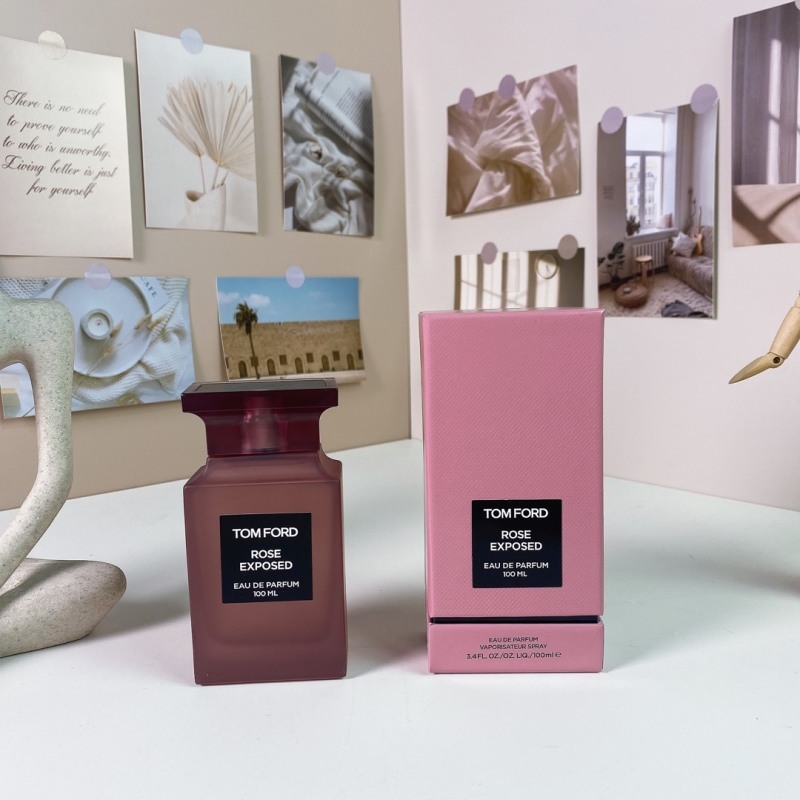 There is no need
to prove yourself
to who is unworthy.
Living better is just
for yourself
CAFE
TOM FORD
ROSE
EXPOSED
EAU DE PARFUM
100 ML
TOM FORD
ROSE
EXPOSED
EAU DE PARFUM
100 ML
EAU DE PARFUM
VAPORISATEUR SPRAY
3.4 FL. OZ./OZ. LIQ./100ml ℮